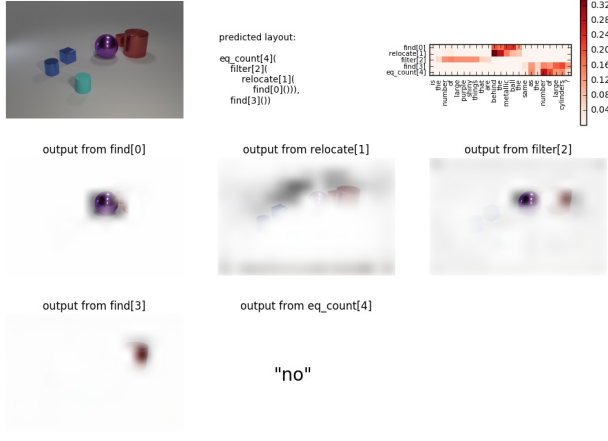 predicted layout:
eq_count[4](
filter[2](
relocate[1](
find[0]())),
find[3]())
find[0]
relocate[1]
filter[2]
find[3]
eq_count[4]
is
the
number
of
large
purple
shiny
things
that
are
behind
the
metallic
ball
the
same
as
the
number
of
large
cylinders
?
0.32
0.28
0.24
0.20
0.16
0.12
0.08
0.04
output from find[0]
output from relocate[1]
output from filter[2]
output from find[3]
output from eq_count[4]
"no"